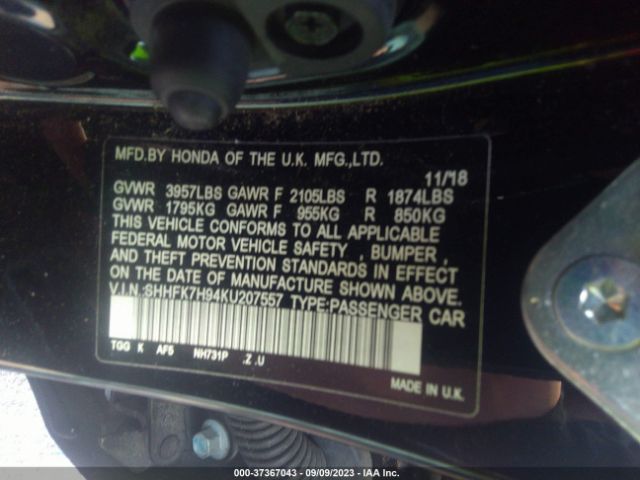 MFD.BY HONDA OF THE U.K. MFG.,LTD.
11/18
GVWR 3957LBS GAWR F 2105LBS R 1874LBS
GVWR 1795KG GAWR F 955KG R 850KG
THIS VEHICLE CONFORMS TO ALL APPLICABLE
FEDERAL MOTOR VEHICLE SAFETY , BUMPER ,
AND THEFT PREVENTION STANDARDS IN EFFECT
ON THE DATE OF MANUFACTURE SHOWN ABOVE.
V.I.N.:SHHFK7H94KU207557 TYPE:PASSENGER CAR
TGG K AF5 NH731P .Z .U
MADE IN U.K.
000-37367043 - 09/09/2023 - IAA Inc.